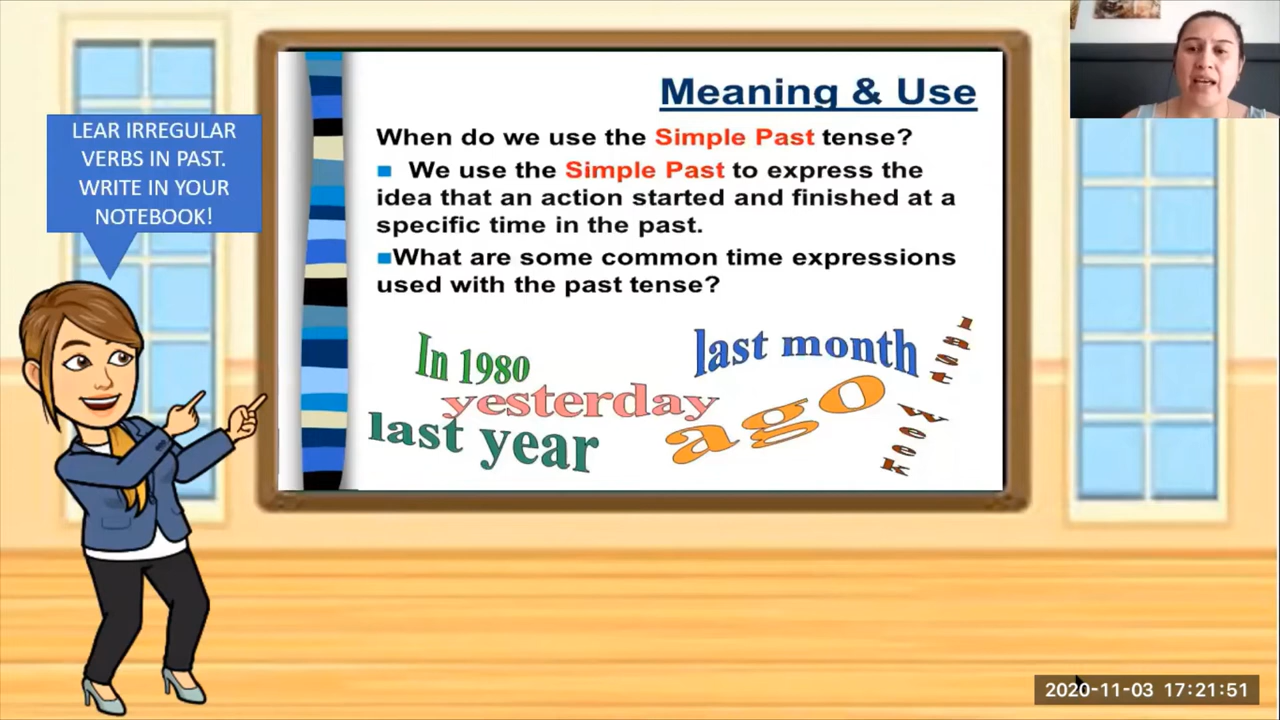 LEAR IRREGULAR
VERBS IN PAST.
WRITE IN YOUR
NOTEBOOK!
Meaning & Use
When do we use the Simple Past tense?
We use the Simple Past to express the
idea that an action started and finished at a
specific time in the past.
What are some common time expressions
used with the past tense?
In 1980
last month
last week
yesterday
ago
last year
2020-11-03 17:21:51